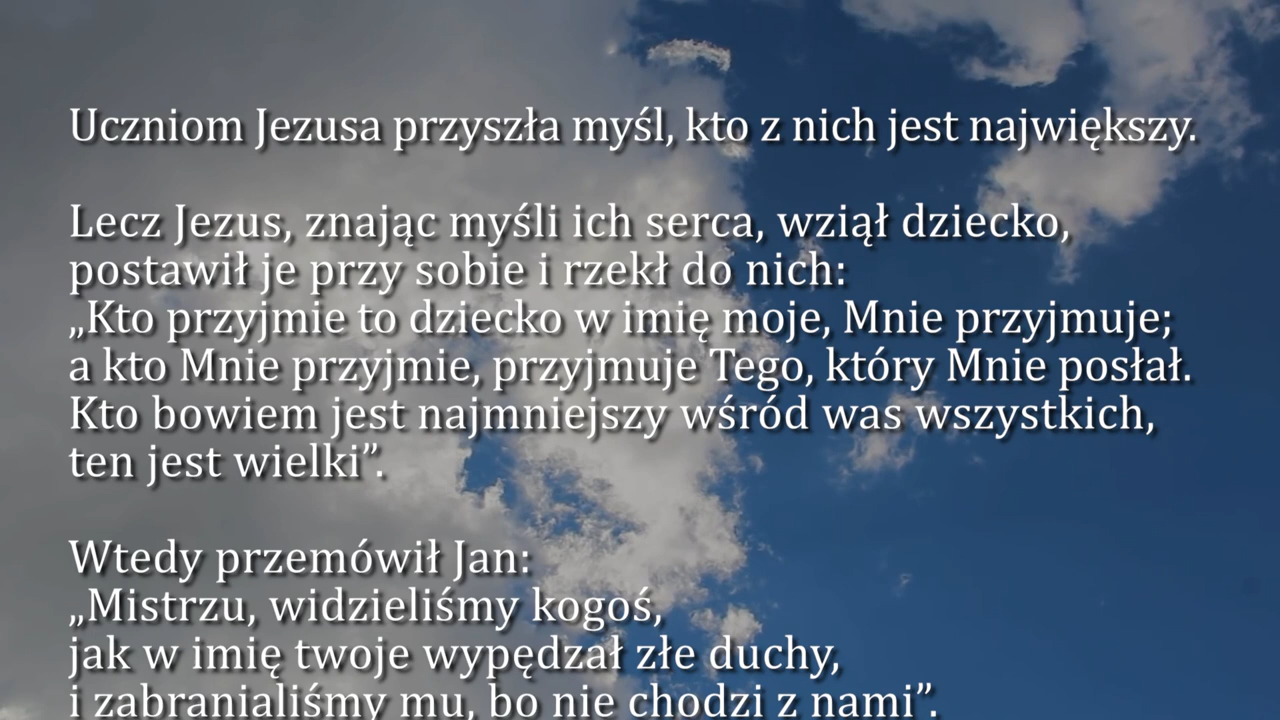 Uczniom Jezusa przyszła myśl, kto z nich jest największy.
Lecz Jezus, znając myśli ich serca, wziął dziecko,
postawił je przy sobie i rzekł do nich:
„Kto przyjmie to dziecko w imię moje, Mnie przyjmuje;
a kto Mnie przyjmie, przyjmuje Tego, który Mnie posłał.
Kto bowiem jest najmniejszy wśród was wszystkich,
ten jest wielki”.
Wtedy przemówił Jan:
„Mistrzu, widzieliśmy kogoś,
jak w imię twoje wypędzał złe duchy,
i zabranialiśmy mu, bo nie chodzi z nami”.